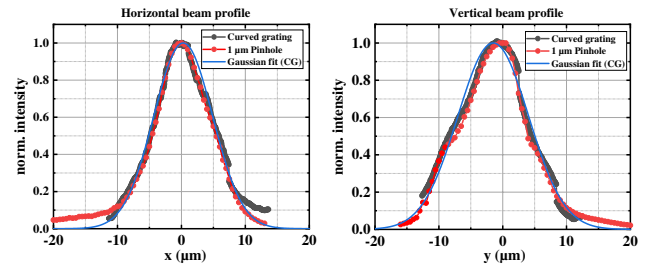 Horizontal beam profile
1.0
0.8
0.6
0.4
0.2
0.0
norm. intensity
Curved grating
1 µm Pinhole
Gaussian fit (CG)
-20
-10
0
10
20
x (µm)
Vertical beam profile
1.0
0.8
0.6
0.4
0.2
0.0
norm. intensity
Curved grating
1 µm Pinhole
Gaussian fit (CG)
-20
-10
0
10
20
y (µm)